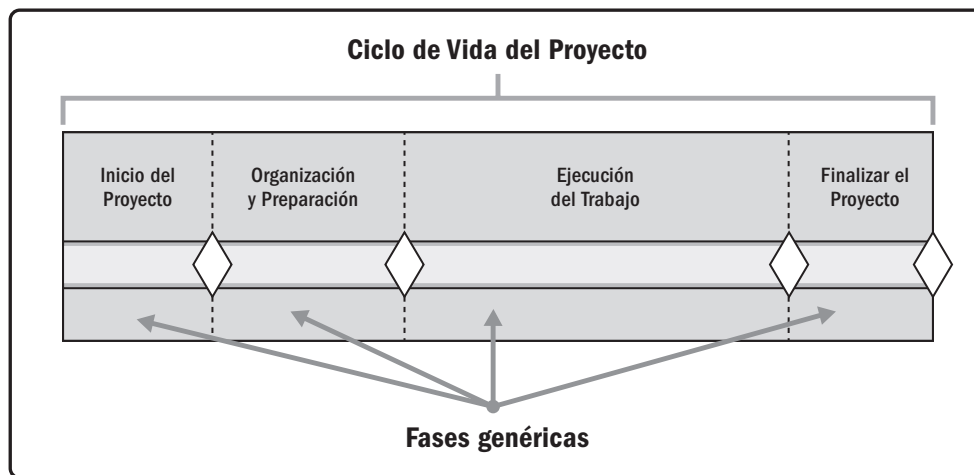 Ciclo de Vida del Proyecto
Inicio del
Proyecto
Organización
y Preparación
Ejecución
del Trabajo
Finalizar el
Proyecto
Fases genéricas